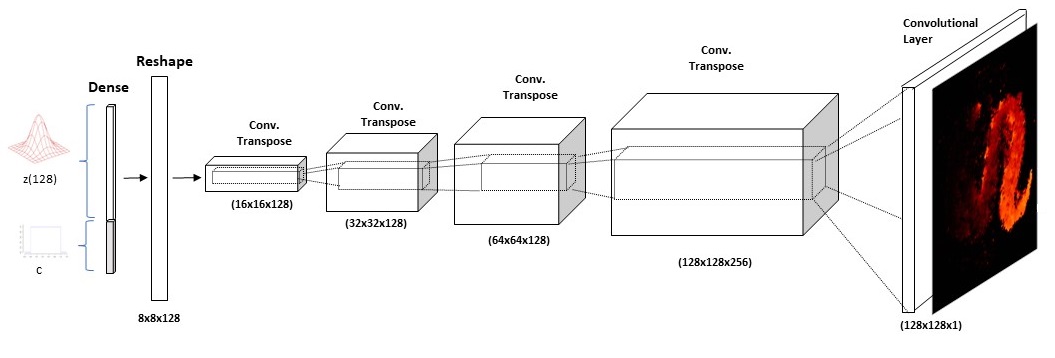 Dense
z(128)
c
Reshape
8x8x128
Conv.
Transpose
(16x16x128)
Conv.
Transpose
(32x32x128)
Conv.
Transpose
(64x64x128)
Conv.
Transpose
(128x128x256)
Convolutional
Layer
(128x128x1)